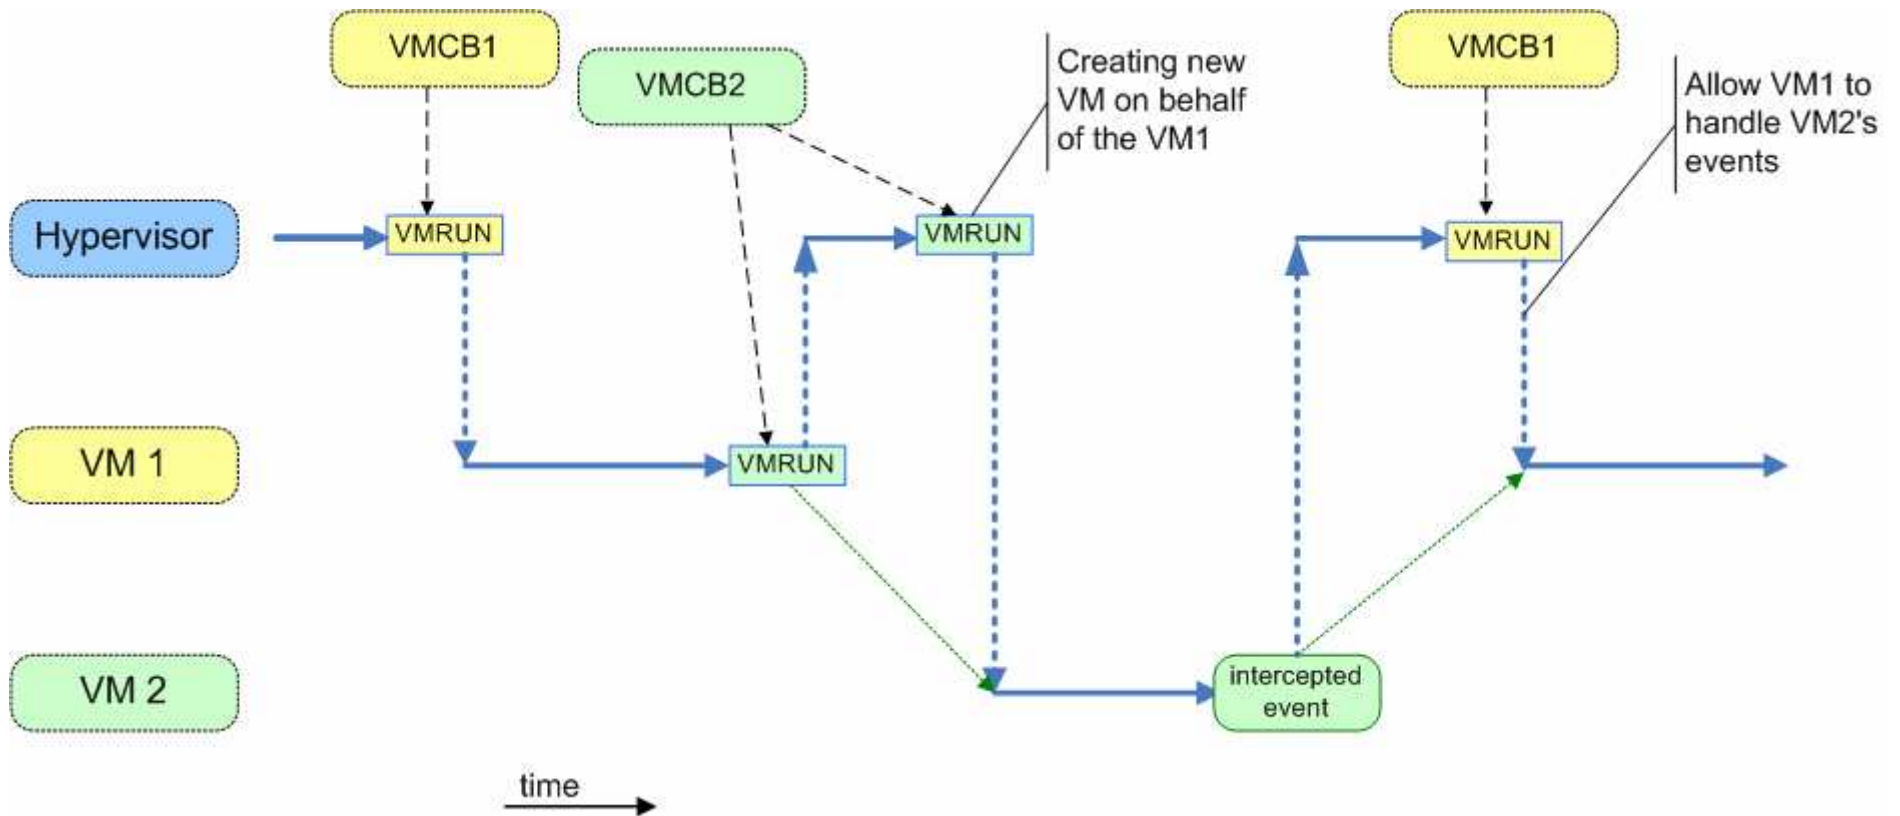 VMCB1
VMCB2
Creating new
VM on behalf
of the VM1
VMCB1
Allow VM1 to
handle VM2's
events
Hypervisor
VMRUN
VMRUN
VMRUN
VM 1
VMRUN
VM 2
intercepted
event
time